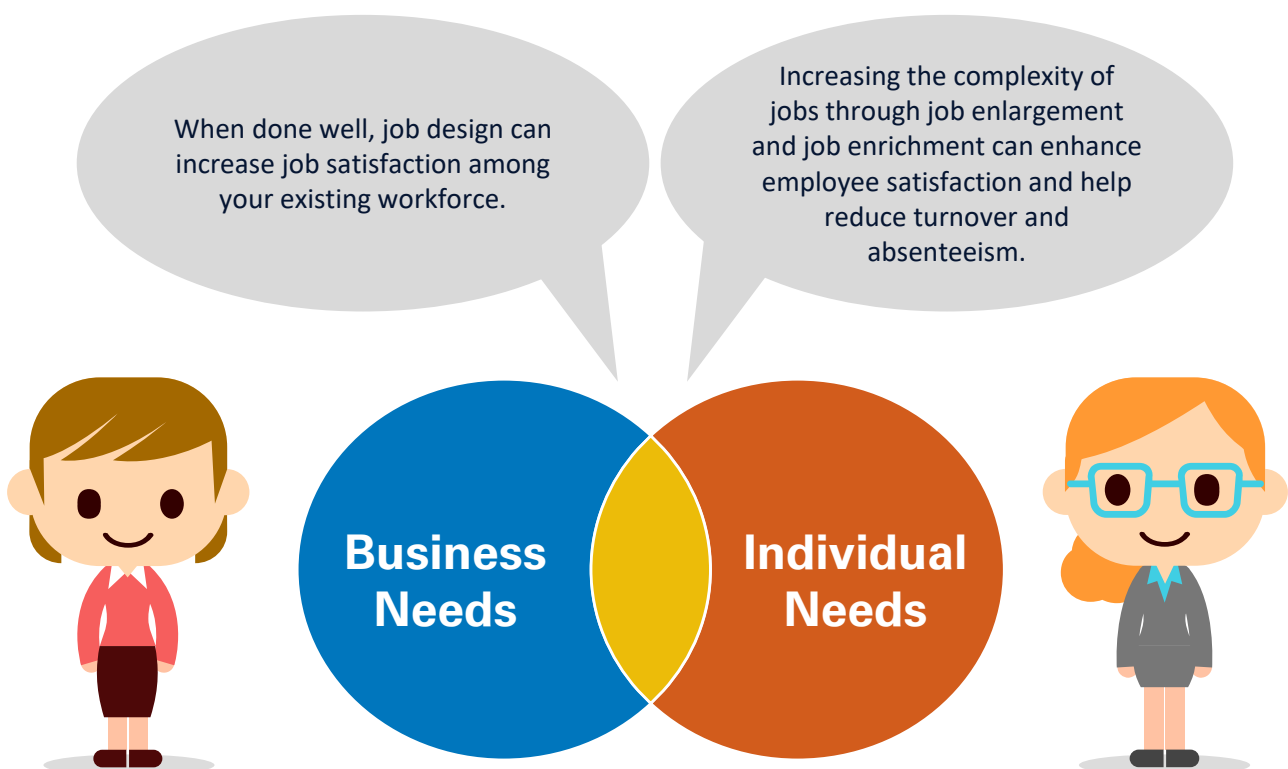 When done well, job design can
increase job satisfaction among
your existing workforce.
Increasing the complexity of
jobs through job enlargement
and job enrichment can enhance
employee satisfaction and help
reduce turnover and
absenteeism.
Business
Needs
Individual
Needs